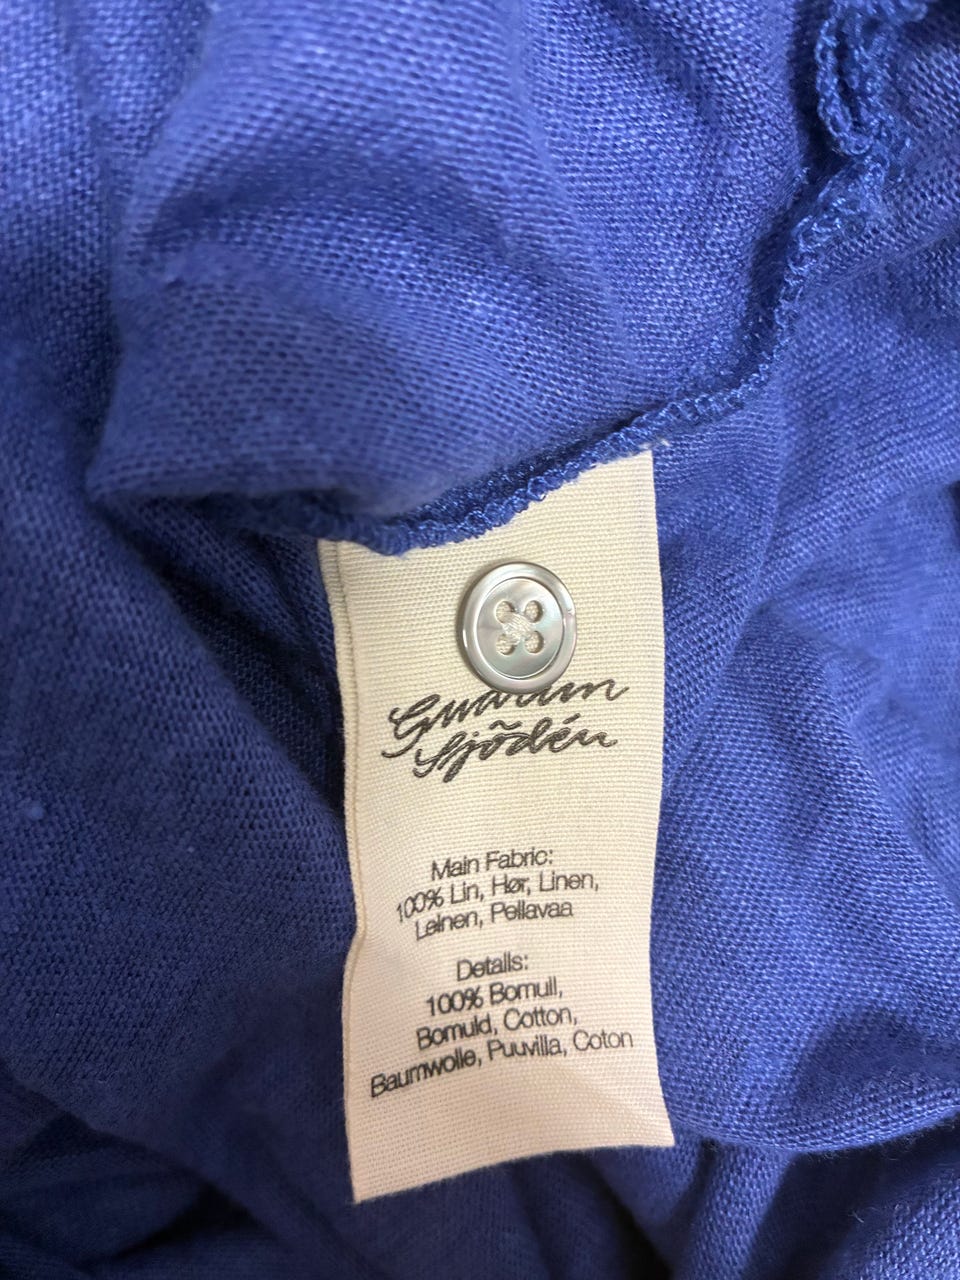 Gudrun
Sjödén
Main Fabric:
100% Lin, Hør, Linen,
Leinen, Pellavaa
Details:
100% Bomull,
Bomuld, Cotton,
Baumwolle, Puuvilla, Coton